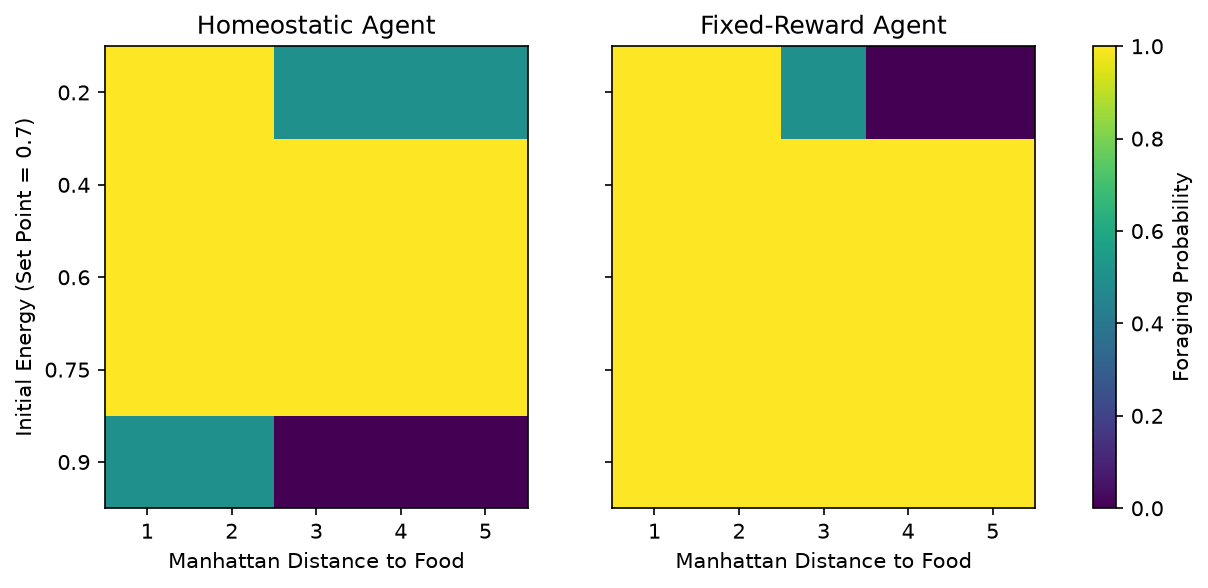 Homeostatic Agent
Fixed-Reward Agent
Initial Energy (Set Point = 0.7)
0.2
0.4
0.6
0.75
0.9
1 2 3 4 5
Manhattan Distance to Food
1 2 3 4 5
Manhattan Distance to Food
1.0
0.8
0.6
0.4
0.2
0.0
Foraging Probability